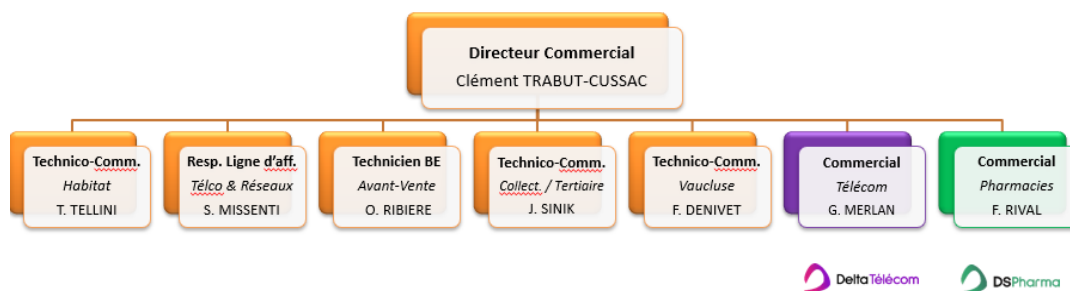 Directeur Commercial
Clément TRABUT-CUSSAC
Technico-Comm.
Habitat
T. TELLINI
Resp. Ligne d'aff.
Télco & Réseaux
S. MISSENTI
Technicien BE
Avant-Vente
O. RIBIERE
Technico-Comm.
Collect. / Tertiaire
J. SINIK
Technico-Comm.
Vaucluse
F. DENIVET
Commercial
Télécom
G. MERLAN
Commercial
Pharmacies
F. RIVAL
DeltaTélécom
DSPharma